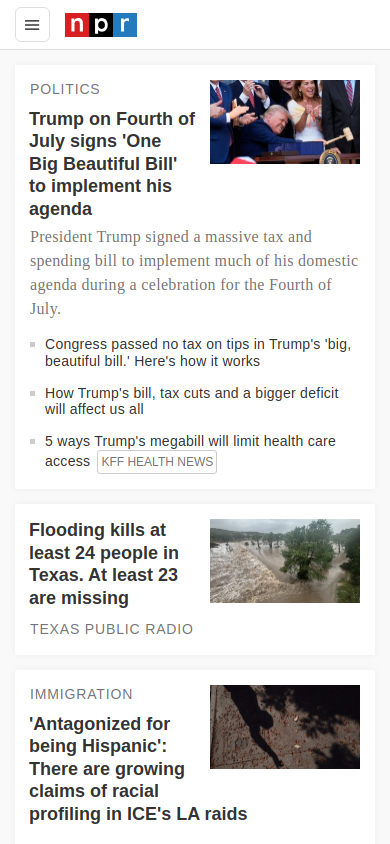 npr
POLITICS
Trump on Fourth of
July signs 'One
Big Beautiful Bill'
to implement his
agenda
President Trump signed a massive tax and
spending bill to implement much of his domestic
agenda during a celebration for the Fourth of
July.
Congress passed no tax on tips in Trump's 'big,
beautiful bill.' Here's how it works
How Trump's bill, tax cuts and a bigger deficit
will affect us all
5 ways Trump's megabill will limit health care
access KFF HEALTH NEWS
Flooding kills at
least 24 people in
Texas. At least 23
are missing
TEXAS PUBLIC RADIO
IMMIGRATION
'Antagonized for
being Hispanic':
There are growing
claims of racial
profiling in ICE's LA raids